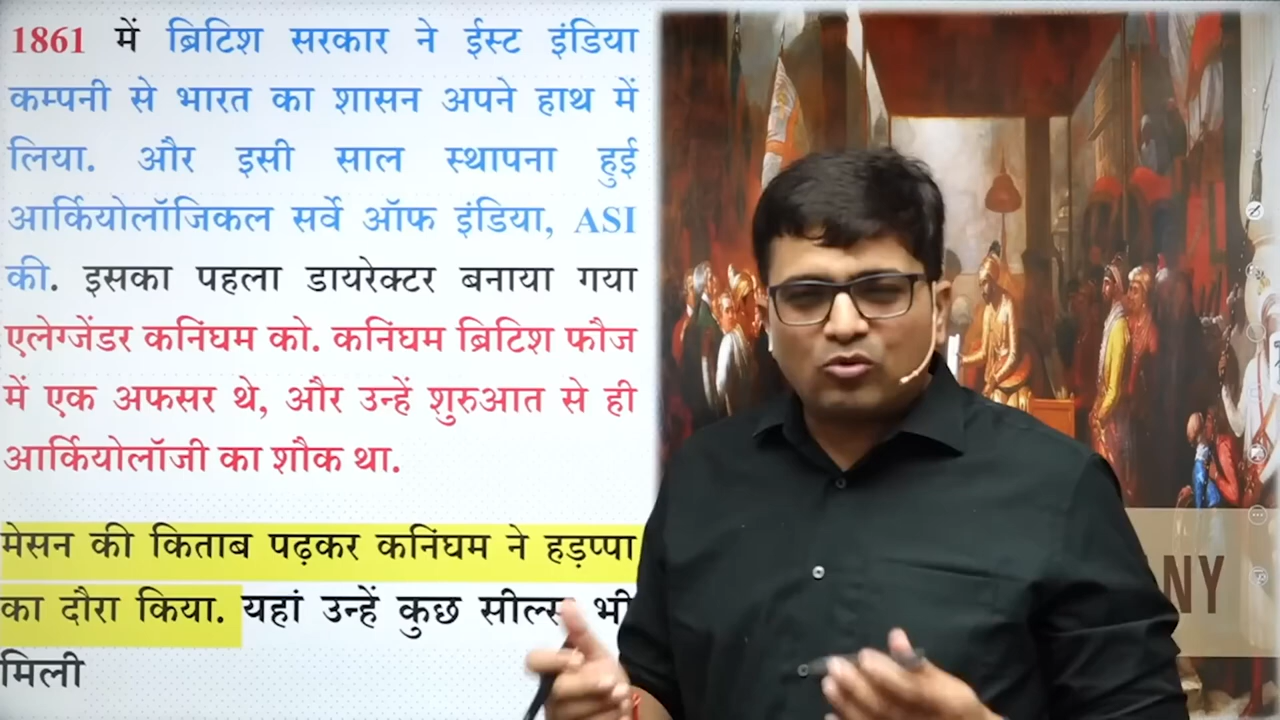 1861 में ब्रिटिश सरकार ने ईस्ट इंडिया
कम्पनी से भारत का शासन अपने हाथ में
लिया. और इसी साल स्थापना हुई
आर्कियोलॉजिकल सर्वे ऑफ इंडिया, ASI
की. इसका पहला डायरेक्टर बनाया गया
एलेग्जेंडर कनिंघम को. कनिंघम ब्रिटिश फौज
में एक अफसर थे, और उन्हें शुरुआत से ही
आर्कियोलॉजी का शौक था.
मेसन की किताब पढ़कर कनिंघम ने हड़प्पा
का दौरा किया. यहां उन्हें कुछ सील्स भी
मिली
NY